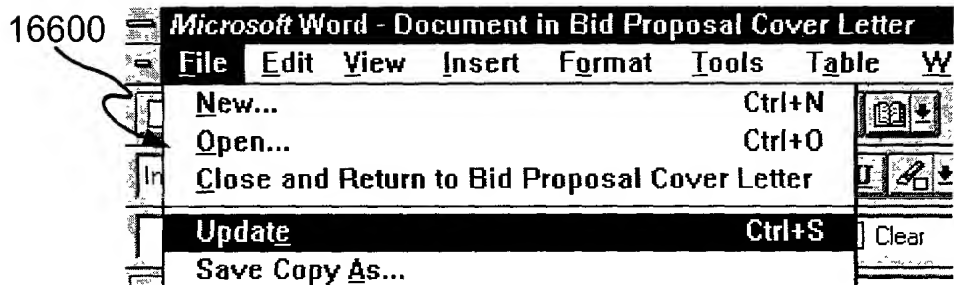 16600
Microsoft Word - Document in Bid Proposal Cover Letter
File Edit View Insert Format Tools Table W
New... Ctrl+N
Open... Ctrl+O
In
Close and Return to Bid Proposal Cover Letter U
Update Ctrl+S Clear
Save Copy As...